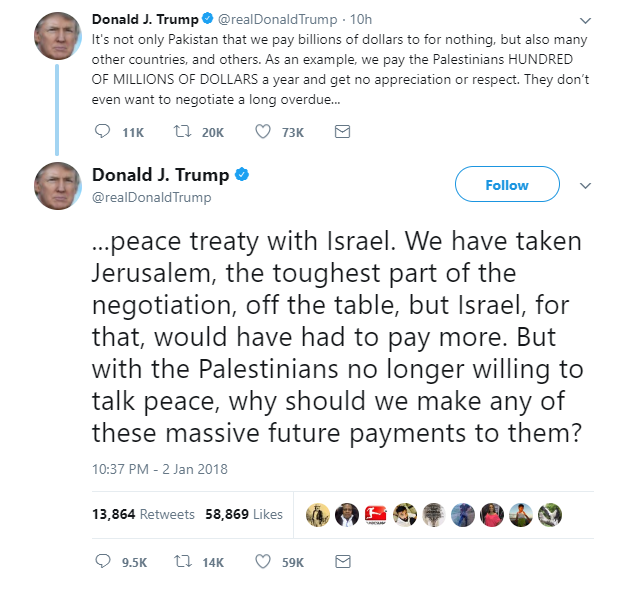 Donald J. Trump @realDonaldTrump · 10h
It's not only Pakistan that we pay billions of dollars to for nothing, but also many
other countries, and others. As an example, we pay the Palestinians HUNDRED
OF MILLIONS OF DOLLARS a year and get no appreciation or respect. They don’t
even want to negotiate a long overdue...
11K 20K 73K
Donald J. Trump
@realDonaldTrump
Follow
...peace treaty with Israel. We have taken
Jerusalem, the toughest part of the
negotiation, off the table, but Israel, for
that, would have had to pay more. But
with the Palestinians no longer willing to
talk peace, why should we make any of
these massive future payments to them?
10:37 PM - 2 Jan 2018
13,864 Retweets 58,869 Likes
9.5K 14K 59K